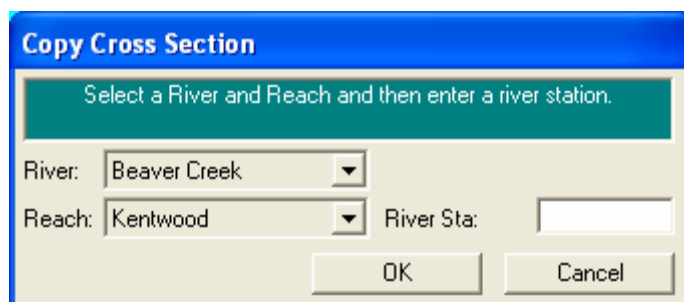 Copy Cross Section
Select a River and Reach and then enter a river station.
River: Beaver Creek
Reach: Kentwood River Sta:
OK Cancel